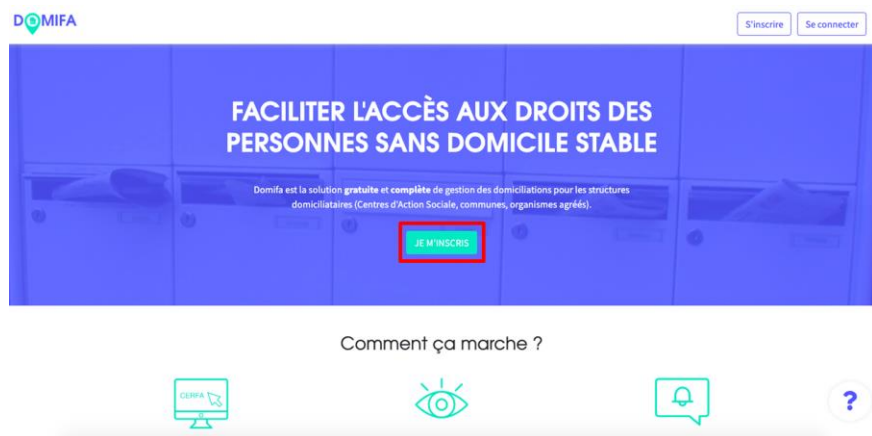 DOMIFA
S'inscrire
Se connecter
FACILITER L'ACCÈS AUX DROITS DES
PERSONNES SANS DOMICILE STABLE
Domifa est la solution gratuite et complète de gestion des domiciliations pour les structures
domiciliataires (Centres d'Action Sociale, communes, organismes agréés).
JE M'INSCRIS
Comment ça marche ?
CERFA
?